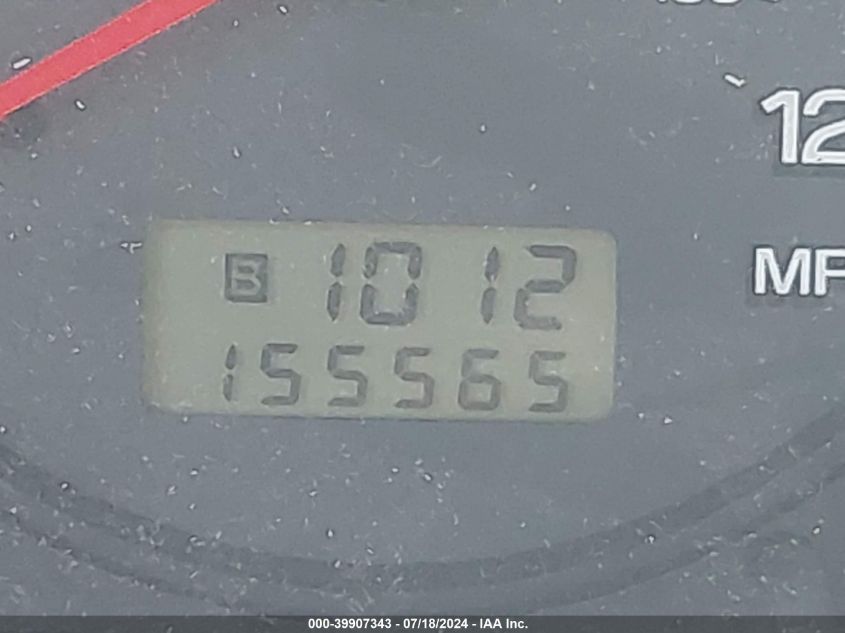 12
MP
B 1012
155565
000-39907343 - 07/18/2024 - IAA Inc.